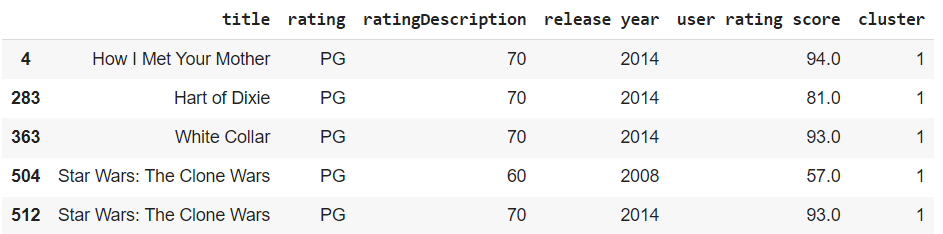 title rating ratingDescription release year user rating score cluster
4 How I Met Your Mother PG 70 2014 94.0 1
283 Hart of Dixie PG 70 2014 81.0 1
363 White Collar PG 70 2014 93.0 1
504 Star Wars: The Clone Wars PG 60 2008 57.0 1
512 Star Wars: The Clone Wars PG 70 2014 93.0 1